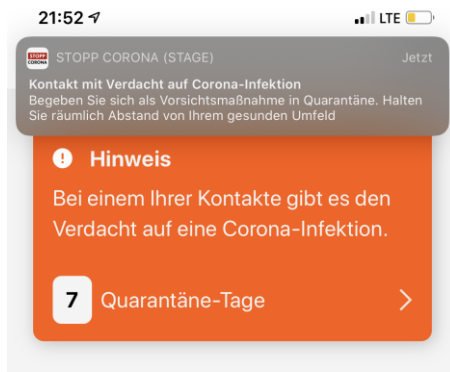 21:52
LTE
STOPP CORONA (STAGE)
Jetzt
STOPP
CORONA
Kontakt mit Verdacht auf Corona-Infektion
Begeben Sie sich als Vorsichtsmaßnahme in Quarantäne. Halten
Sie räumlich Abstand von Ihrem gesunden Umfeld
Hinweis
Bei einem Ihrer Kontakte gibt es den
Verdacht auf eine Corona-Infektion.
7 Quarantäne-Tage